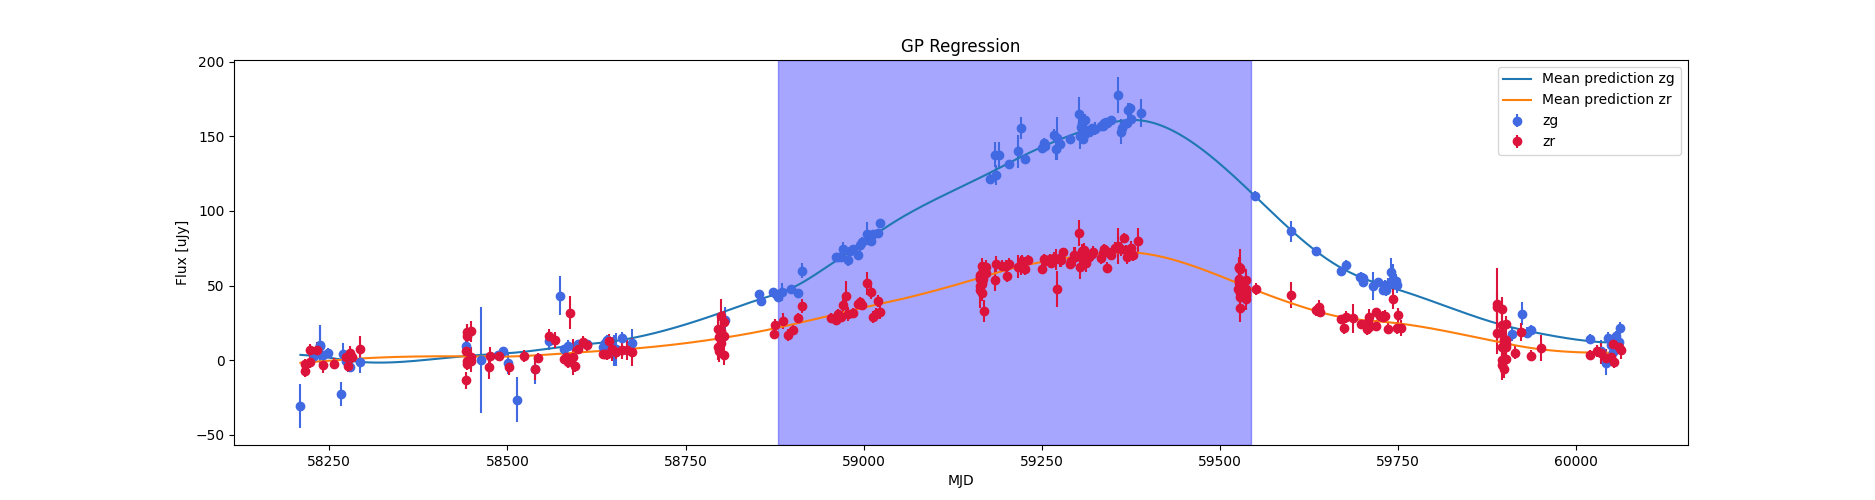 GP Regression
Flux [uJy]
200
150
100
50
0
−50
58250 58500 58750 59000 59250 59500 59750 60000
MJD
Mean prediction zg
Mean prediction zr
zg
zr